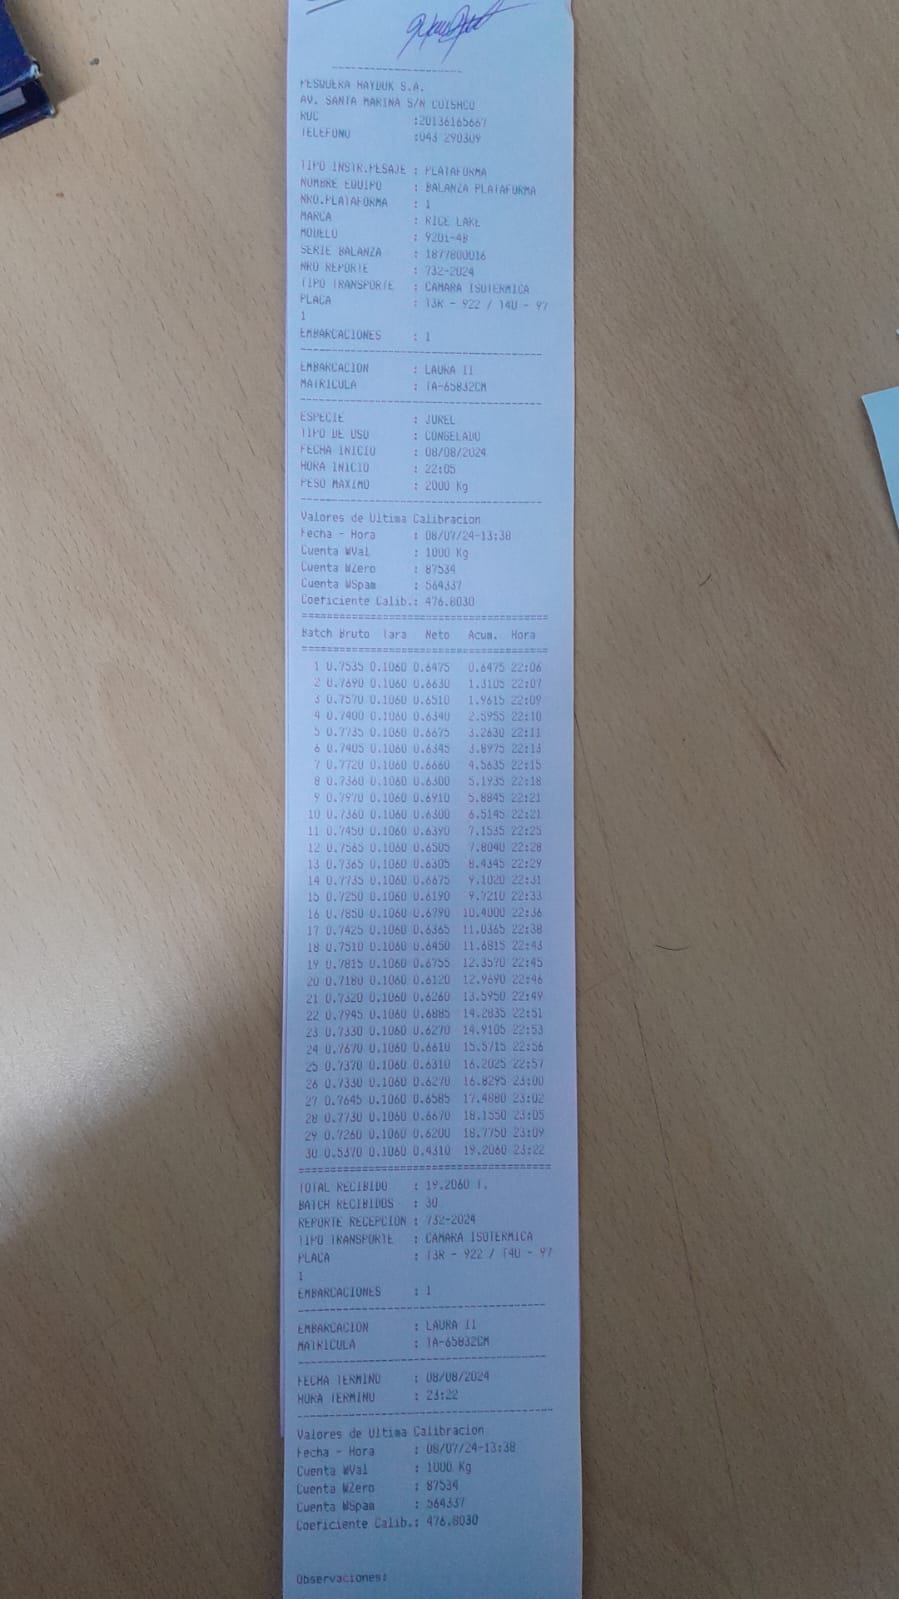 PESQUERA HAYDUK S.A.
AV. SANTA MARINA S/N COISHCO
RUC :20136165667
TELEFONO :043 290309
TIPO INSTR.PESAJE : PLATAFORMA
NOMBRE EQUIPO : BALANZA PLATAFORMA
NRO.PLATAFORMA : 1
MARCA : RICE LAKE
MODELO : 920i-4B
SERIE BALANZA : 1877800016
NRO REPORTE : 732-2024
TIPO TRANSPORTE : CAMARA ISOTERMICA
PLACA : T3R - 922 / T4U - 97
1
EMBARCACIONES : 1
EMBARCACION : LAURA II
MATRICULA : TA-65832CM
ESPECIE : JUREL
TIPO DE USO : CONGELADO
FECHA INICIO : 08/08/2024
HORA INICIO : 22:05
PESO MAXIMO : 2000 Kg
Valores de Ultima Calibracion
Fecha - Hora : 08/07/24-13:38
Cuenta WVal : 1000 Kg
Cuenta WZero : 87534
Cuenta WSpam : 564337
Coeficiente Calib.: 476.8030
Batch Bruto Tara Neto Acum. Hora
1 0.7535 0.1060 0.6475 0.6475 22:06
2 0.7690 0.1060 0.6630 1.3105 22:07
3 0.7570 0.1060 0.6510 1.9615 22:09
4 0.7400 0.1060 0.6340 2.5955 22:10
5 0.7735 0.1060 0.6675 3.2630 22:11
6 0.7405 0.1060 0.6345 3.8975 22:13
7 0.7720 0.1060 0.6660 4.5635 22:15
8 0.7360 0.1060 0.6300 5.1935 22:18
9 0.7970 0.1060 0.6910 5.8845 22:21
10 0.7360 0.1060 0.6300 6.5145 22:21
11 0.7450 0.1060 0.6390 7.1535 22:25
12 0.7565 0.1060 0.6505 7.8040 22:28
13 0.7365 0.1060 0.6305 8.4345 22:29
14 0.7735 0.1060 0.6675 9.1020 22:31
15 0.7250 0.1060 0.6190 9.7210 22:33
16 0.7850 0.1060 0.6790 10.4000 22:36
17 0.7425 0.1060 0.6365 11.0365 22:38
18 0.7510 0.1060 0.6450 11.6815 22:43
19 0.7815 0.1060 0.6755 12.3570 22:45
20 0.7180 0.1060 0.6120 12.9690 22:46
21 0.7320 0.1060 0.6260 13.5950 22:49
22 0.7945 0.1060 0.6885 14.2835 22:51
23 0.7330 0.1060 0.6270 14.9105 22:53
24 0.7670 0.1060 0.6610 15.5715 22:56
25 0.7370 0.1060 0.6310 16.2025 22:57
26 0.7330 0.1060 0.6270 16.8295 23:00
27 0.7645 0.1060 0.6585 17.4880 23:02
28 0.7730 0.1060 0.6670 18.1550 23:05
29 0.7260 0.1060 0.6200 18.7750 23:09
30 0.5370 0.1060 0.4310 19.2060 23:22
TOTAL RECIBIDO : 19.2060 T.
BATCH RECIBIDOS : 30
REPORTE RECEPCION : 732-2024
TIPO TRANSPORTE : CAMARA ISOTERMICA
PLACA : T3R - 922 / T4U - 97
1
EMBARCACIONES : 1
EMBARCACION : LAURA II
MATRICULA : TA-65832CM
FECHA TERMINO : 08/08/2024
HORA TERMINO : 23:22
Valores de Ultima Calibracion
Fecha - Hora : 08/07/24-13:38
Cuenta WVal : 1000 Kg
Cuenta WZero : 87534
Cuenta WSpam : 564337
Coeficiente Calib.: 476.8030
Observaciones: